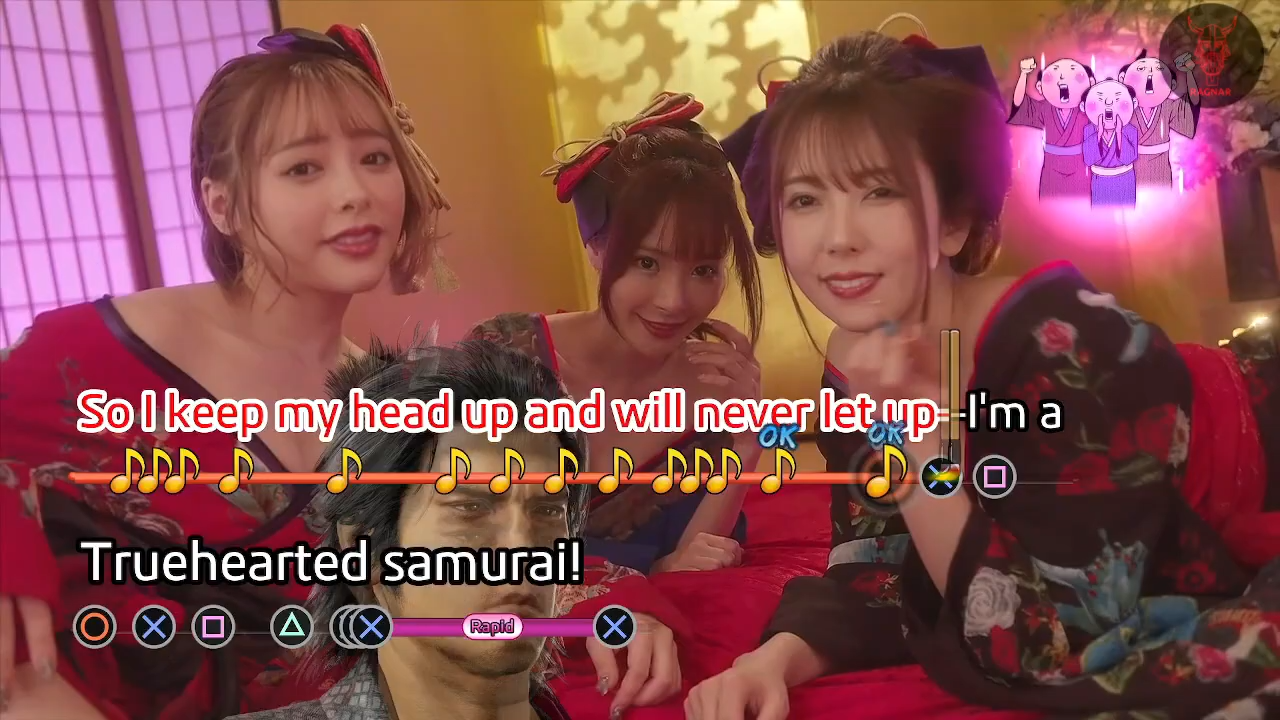 RAGNAR
So I keep my head up and will never let up--I'm a
OK
OK
Truehearted samurai!
Rapid